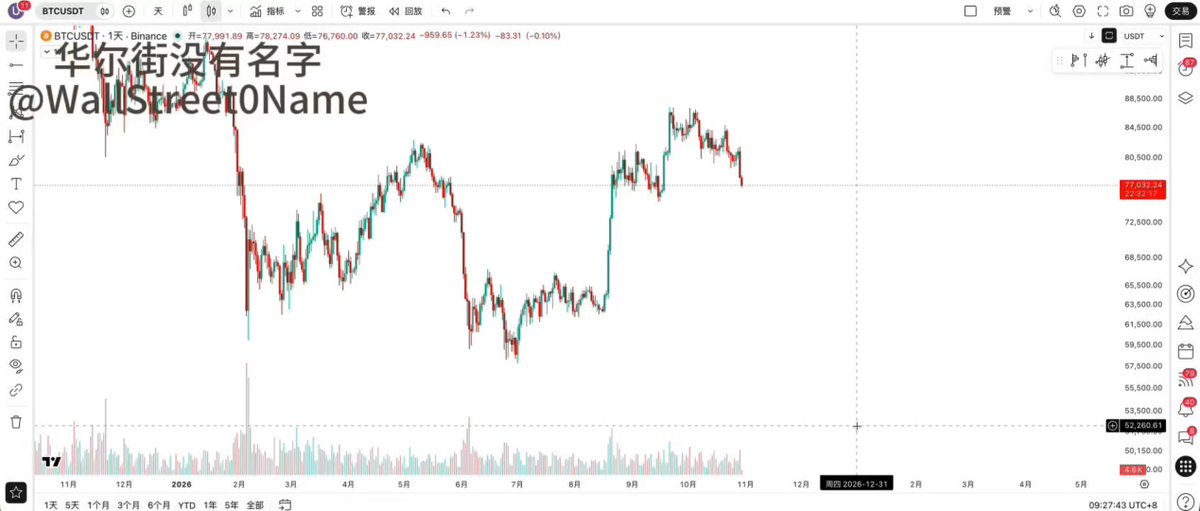 U 11 BTCUSDT 天 指标 警报 回放 预警 交易
BTCUSDT · 1天 · Binance 开=77,991.89 高=78,274.09 低=76,760.00 收=77,032.24 -959.65 (-1.23%) -83.31 (-0.10%)
USDT
华尔街没有名字
@WallStreet0Name
88,500.00
84,500.00
80,500.00
77,032.24
22:32:17
72,500.00
68,500.00
65,500.00
63,500.00
61,500.00
59,500.00
57,500.00
55,500.00
53,500.00
52,260.61
50,150.00
4.6K
87
79
40
8
11月 2026 2月 3月 4月 5月 6月 7月 8月 9月 10月 11月 12月 周四 2026-12-31 2月 3月 4月 5月
1天 5天 1个月 3个月 6个月 YTD 1年 5年 全部 09:27:43 UTC+8